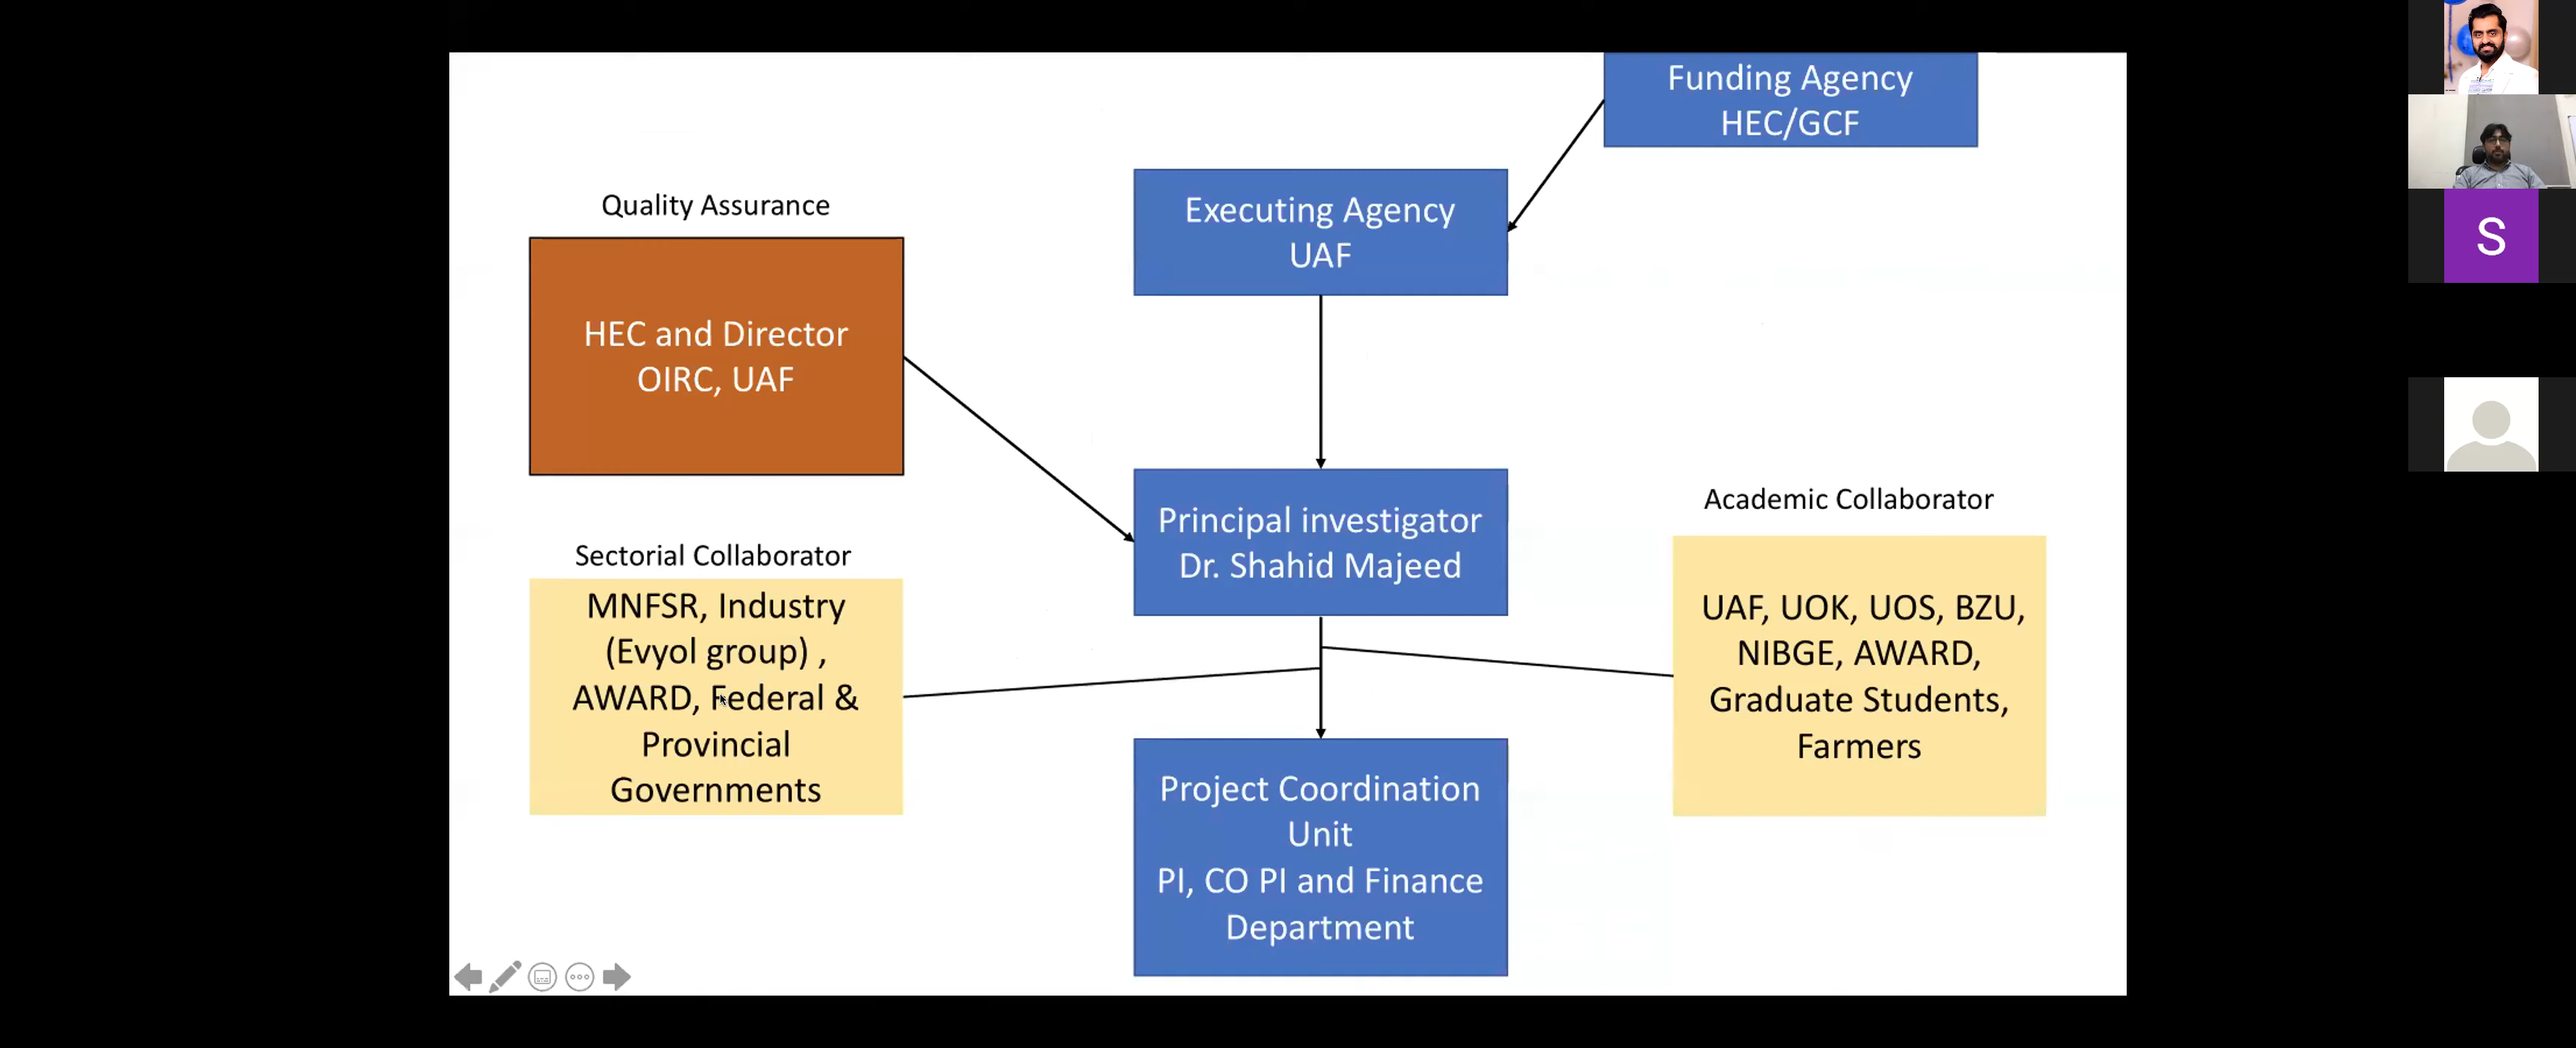 Funding Agency
HEC/GCF
Executing Agency
UAF
Quality Assurance
HEC and Director
OIRC, UAF
Principal investigator
Dr. Shahid Majeed
Sectorial Collaborator
MNFSR, Industry
(Evyol group) ,
AWARD, Federal &
Provincial
Governments
Academic Collaborator
UAF, UOK, UOS, BZU,
NIBGE, AWARD,
Graduate Students,
Farmers
Project Coordination
Unit
PI, CO PI and Finance
Department
S